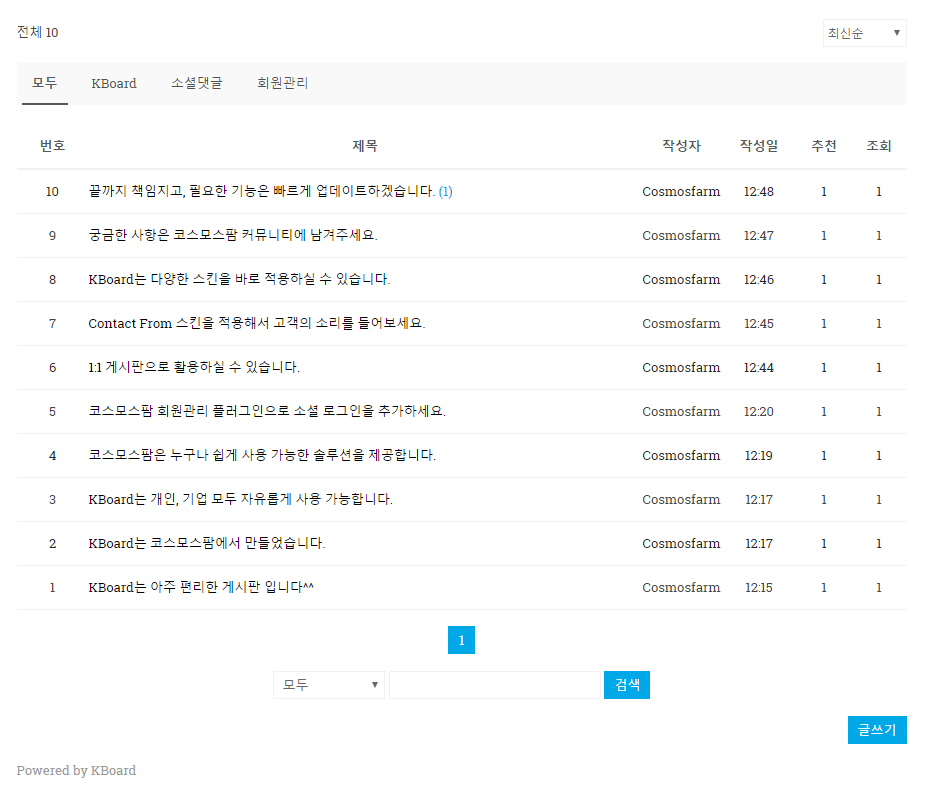 전체 10 최신순
모두 KBoard 소셜댓글 회원관리
번호 제목 작성자 작성일 추천 조회
10 끝까지 책임지고, 필요한 기능은 빠르게 업데이트하겠습니다. (1) Cosmosfarm 12:48 1 1
9 궁금한 사항은 코스모스팜 커뮤니티에 남겨주세요. Cosmosfarm 12:47 1 1
8 KBoard는 다양한 스킨을 바로 적용하실 수 있습니다. Cosmosfarm 12:46 1 1
7 Contact From 스킨을 적용해서 고객의 소리를 들어보세요. Cosmosfarm 12:45 1 1
6 1:1 게시판으로 활용하실 수 있습니다. Cosmosfarm 12:44 1 1
5 코스모스팜 회원관리 플러그인으로 소셜 로그인을 추가하세요. Cosmosfarm 12:20 1 1
4 코스모스팜은 누구나 쉽게 사용 가능한 솔루션을 제공합니다. Cosmosfarm 12:19 1 1
3 KBoard는 개인, 기업 모두 자유롭게 사용 가능합니다. Cosmosfarm 12:17 1 1
2 KBoard는 코스모스팜에서 만들었습니다. Cosmosfarm 12:17 1 1
1 KBoard는 아주 편리한 게시판 입니다^^ Cosmosfarm 12:15 1 1
1
모두 검색
글쓰기
Powered by KBoard